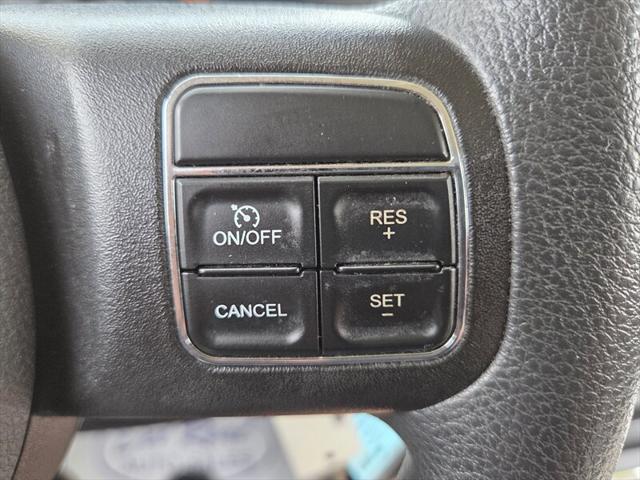 ON/OFF
RES
+
CANCEL
SET
-